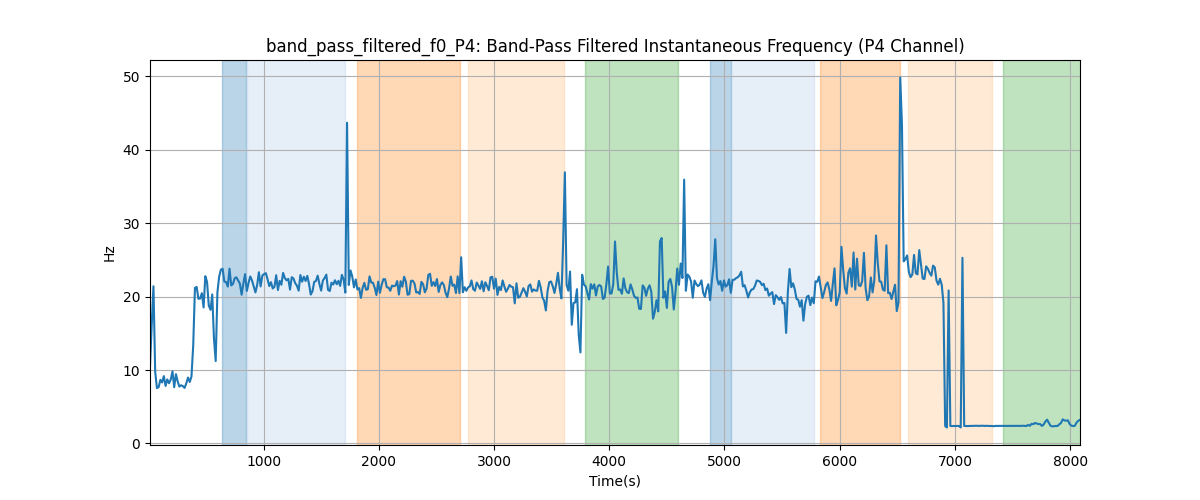 band_pass_filtered_f0_P4: Band-Pass Filtered Instantaneous Frequency (P4 Channel)
50
40
30
20
10
0
Hz
1000 2000 3000 4000 5000 6000 7000 8000
Time(s)